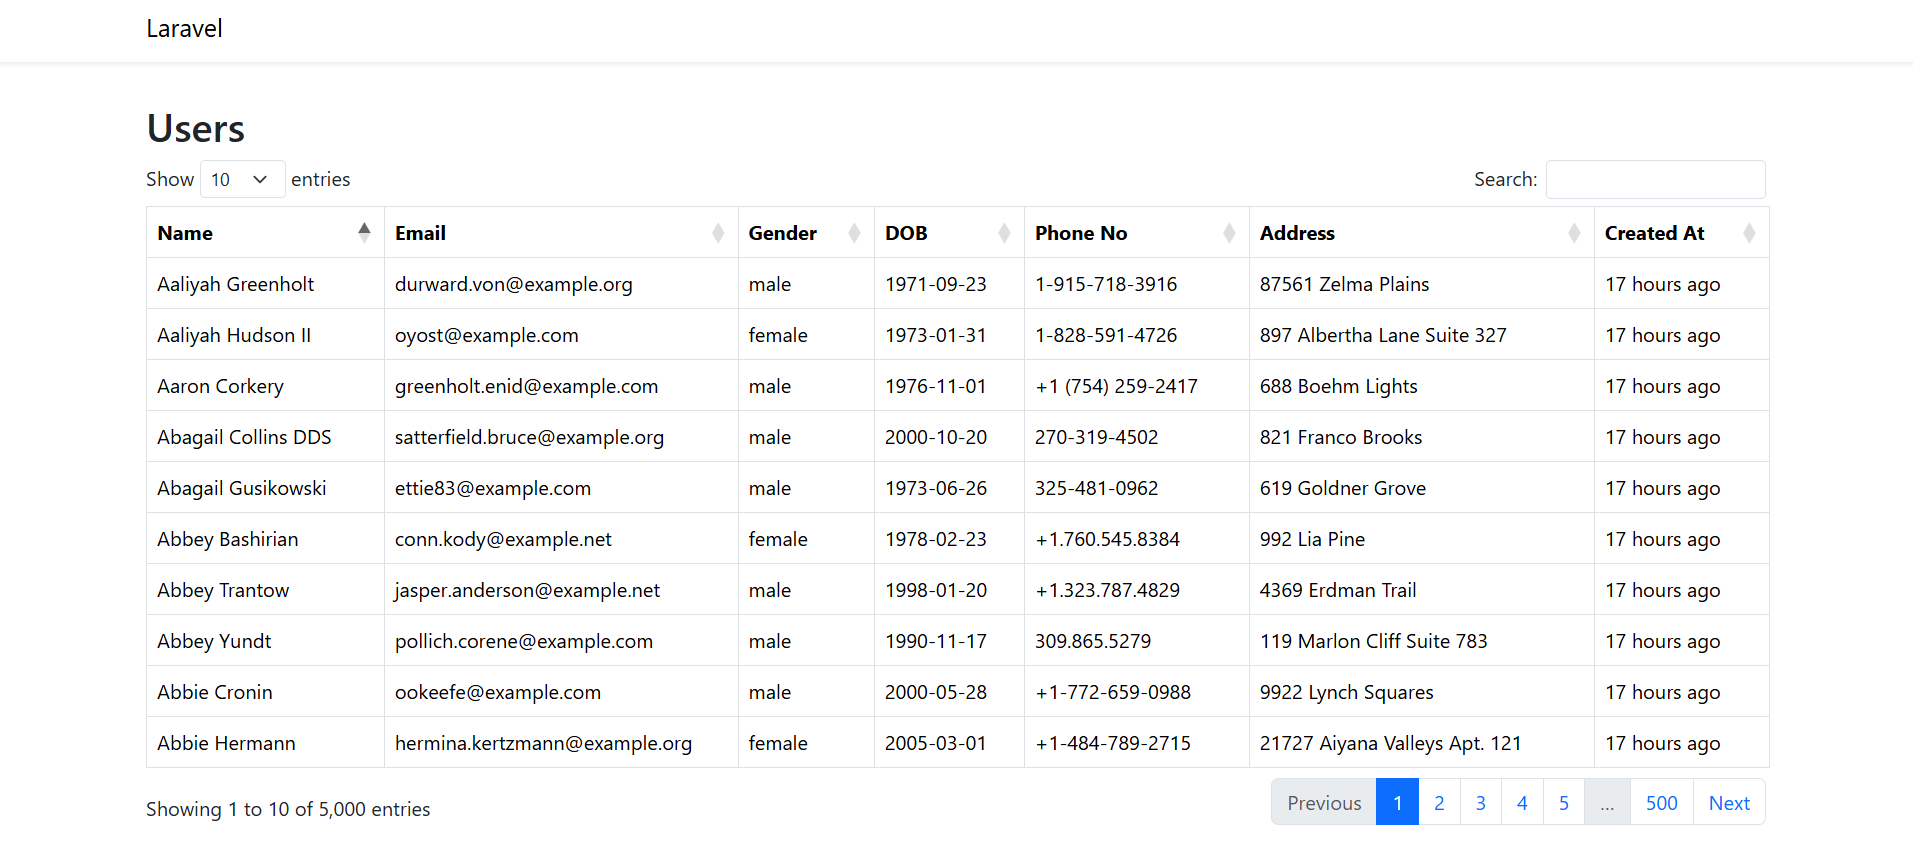 Laravel
Users
Show 10 entries Search:
Name Email Gender DOB Phone No Address Created At
Aaliyah Greenholt durward.von@example.org male 1971-09-23 1-915-718-3916 87561 Zelma Plains 17 hours ago
Aaliyah Hudson II oyost@example.com female 1973-01-31 1-828-591-4726 897 Albertha Lane Suite 327 17 hours ago
Aaron Corkery greenholt.enid@example.com male 1976-11-01 +1 (754) 259-2417 688 Boehm Lights 17 hours ago
Abagail Collins DDS satterfield.bruce@example.org male 2000-10-20 270-319-4502 821 Franco Brooks 17 hours ago
Abagail Gusikowski ettie83@example.com male 1973-06-26 325-481-0962 619 Goldner Grove 17 hours ago
Abbey Bashirian conn.kody@example.net female 1978-02-23 +1.760.545.8384 992 Lia Pine 17 hours ago
Abbey Trantow jasper.anderson@example.net male 1998-01-20 +1.323.787.4829 4369 Erdman Trail 17 hours ago
Abbey Yundt pollich.corene@example.com male 1990-11-17 309.865.5279 119 Marlon Cliff Suite 783 17 hours ago
Abbie Cronin ookeefe@example.com male 2000-05-28 +1-772-659-0988 9922 Lynch Squares 17 hours ago
Abbie Hermann hermina.kertzmann@example.org female 2005-03-01 +1-484-789-2715 21727 Aiyana Valleys Apt. 121 17 hours ago
Showing 1 to 10 of 5,000 entries Previous 1 2 3 4 5 ... 500 Next